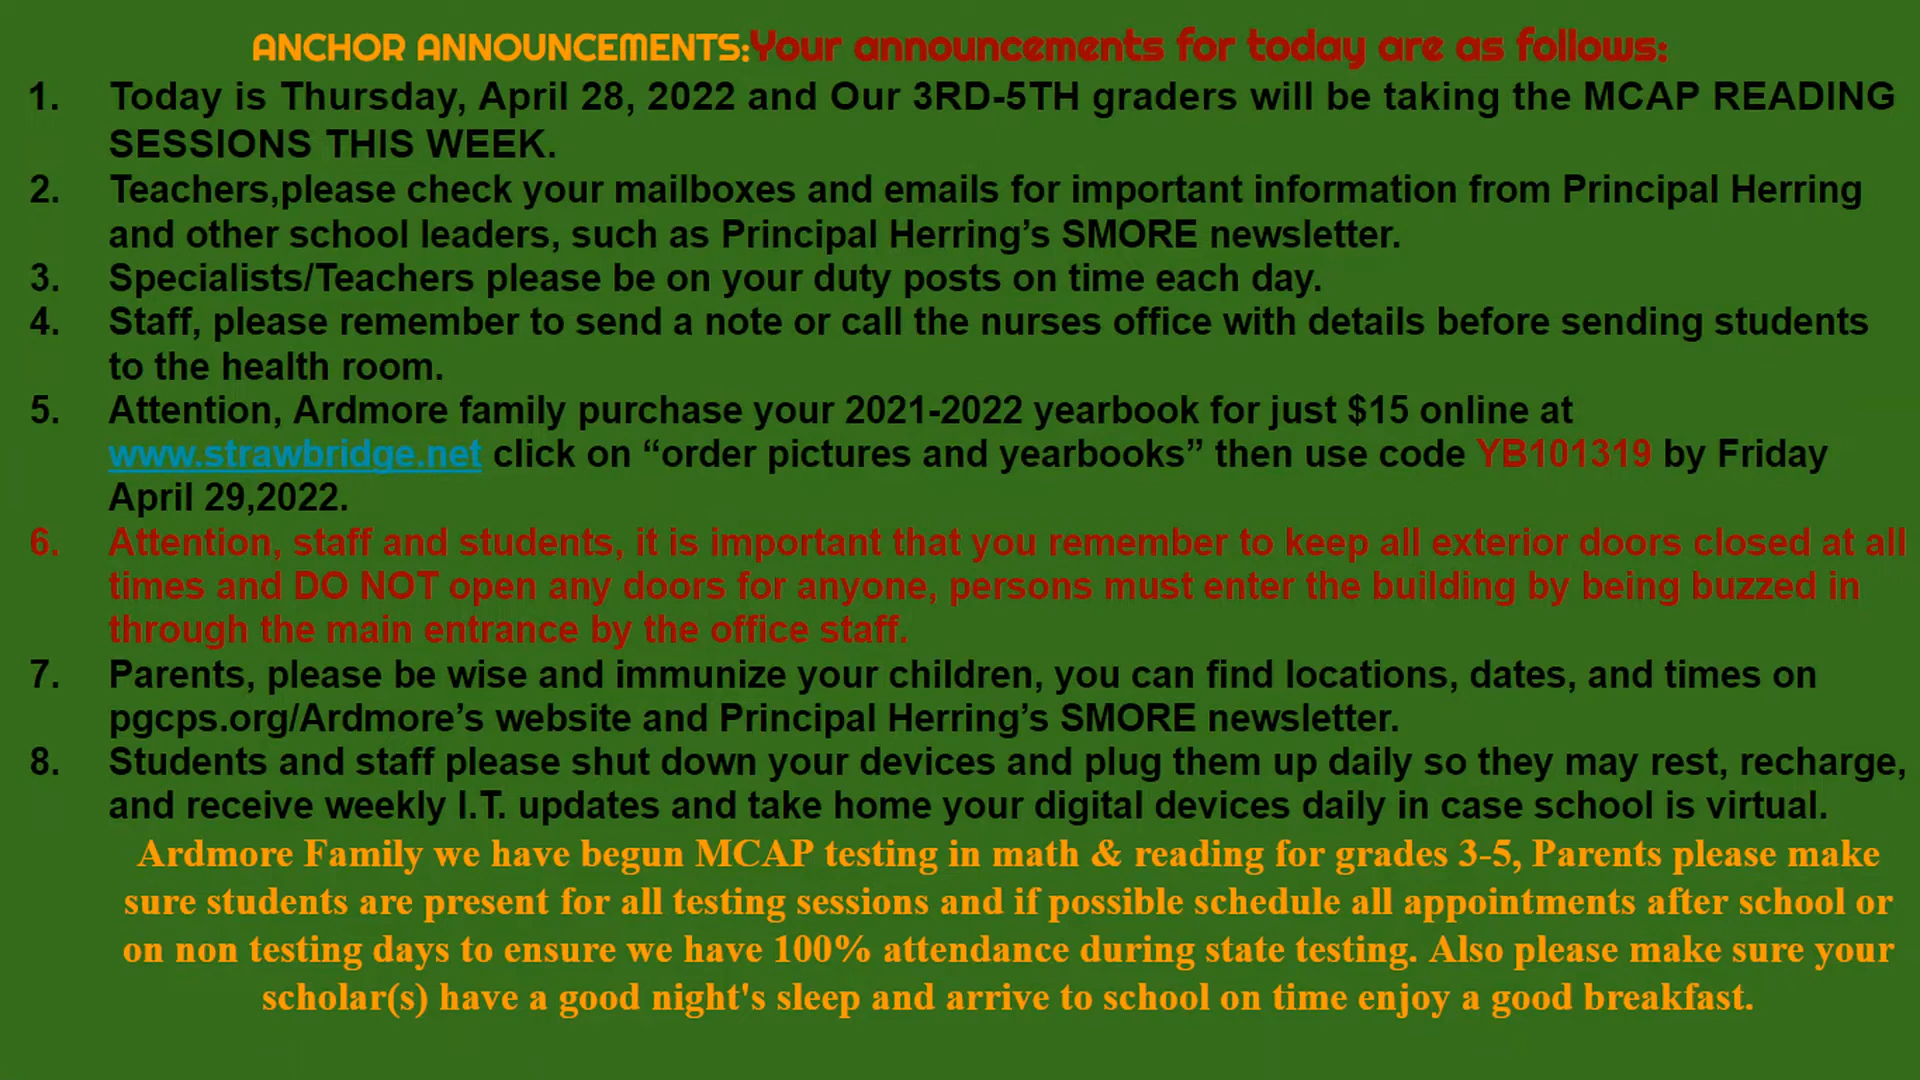 ANCHOR ANNOUNCEMENTS:Your announcements for today are as follows:
1. Today is Thursday, April 28, 2022 and Our 3RD-5TH graders will be taking the MCAP READING
SESSIONS THIS WEEK.
2. Teachers,please check your mailboxes and emails for important information from Principal Herring
and other school leaders, such as Principal Herring’s SMORE newsletter.
3. Specialists/Teachers please be on your duty posts on time each day.
4. Staff, please remember to send a note or call the nurses office with details before sending students
to the health room.
5. Attention, Ardmore family purchase your 2021-2022 yearbook for just $15 online at
www.strawbridge.net click on “order pictures and yearbooks” then use code YB101319 by Friday
April 29,2022.
6. Attention, staff and students, it is important that you remember to keep all exterior doors closed at all
times and DO NOT open any doors for anyone, persons must enter the building by being buzzed in
through the main entrance by the office staff.
7. Parents, please be wise and immunize your children, you can find locations, dates, and times on
pgcps.org/Ardmore’s website and Principal Herring’s SMORE newsletter.
8. Students and staff please shut down your devices and plug them up daily so they may rest, recharge,
and receive weekly I.T. updates and take home your digital devices daily in case school is virtual.
Ardmore Family we have begun MCAP testing in math & reading for grades 3-5, Parents please make
sure students are present for all testing sessions and if possible schedule all appointments after school or
on non testing days to ensure we have 100% attendance during state testing. Also please make sure your
scholar(s) have a good night's sleep and arrive to school on time enjoy a good breakfast.